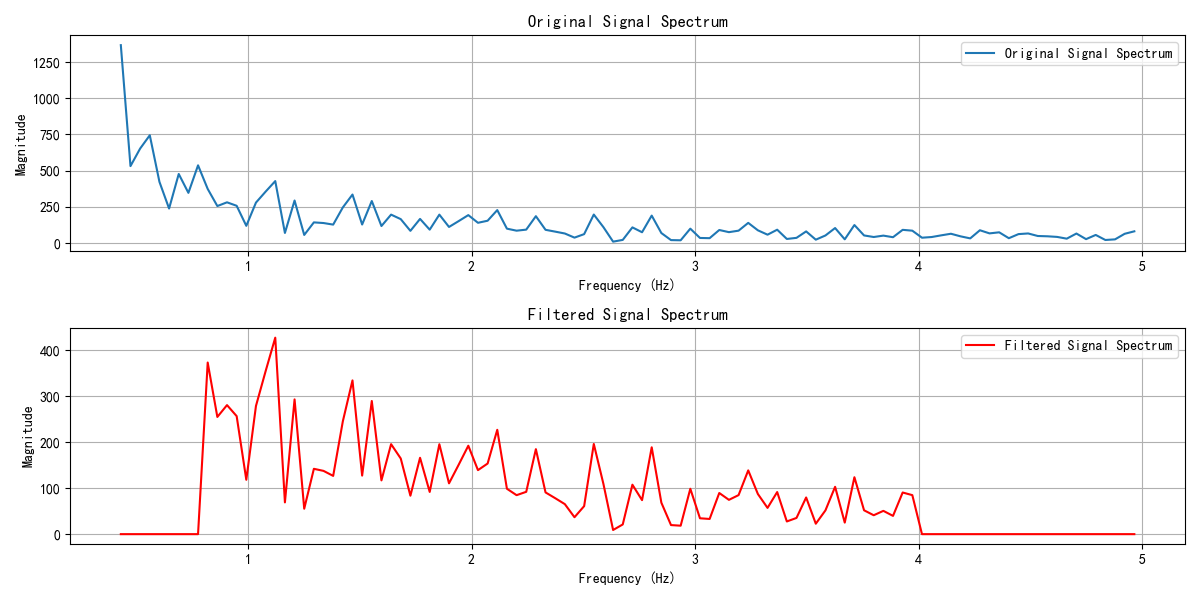 Original Signal Spectrum
Original Signal Spectrum
1250
1000
750
500
250
0
Magnitude
1 2 3 4 5
Frequency (Hz)
Filtered Signal Spectrum
Filtered Signal Spectrum
400
300
200
100
0
Magnitude
1 2 3 4 5
Frequency (Hz)